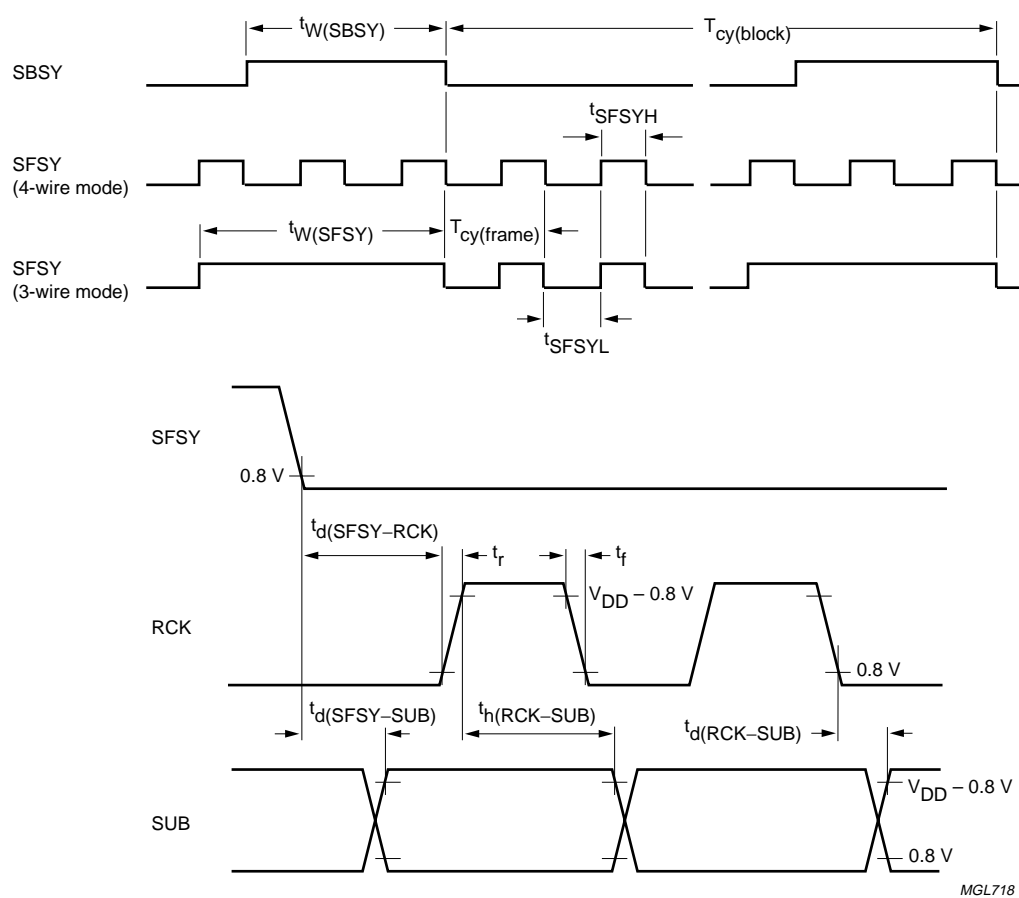 tW(SBSY)
Tcy(block)
SBSY
tSFSYH
SFSY
(4-wire mode)
tW(SFSY)
Tcy(frame)
SFSY
(3-wire mode)
tSFSYL
SFSY
0.8 V
td(SFSY–RCK)
tr
tf
VDD – 0.8 V
RCK
0.8 V
td(SFSY–SUB)
th(RCK–SUB)
td(RCK–SUB)
VDD – 0.8 V
SUB
0.8 V
MGL718